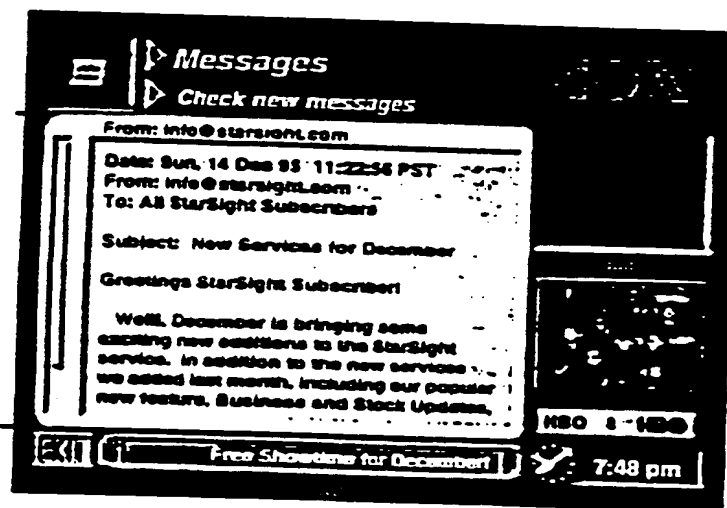 Messages
Check new messages
From: info@starsight.com
Date: Sun, 14 Dec 95 11:22:56 PST
From: info@starsight.com
To: All StarSight Subscribers
Subject: New Services for December
Greetings StarSight Subscriber!
Well, December is bringing some
exciting new additions to the StarSight
service. In addition to the new services
we added last month, including our popular
new feature, Business and Stock Updates,
HBO 8 HBO
EXIT
Free Showtime for December!
7:48 pm